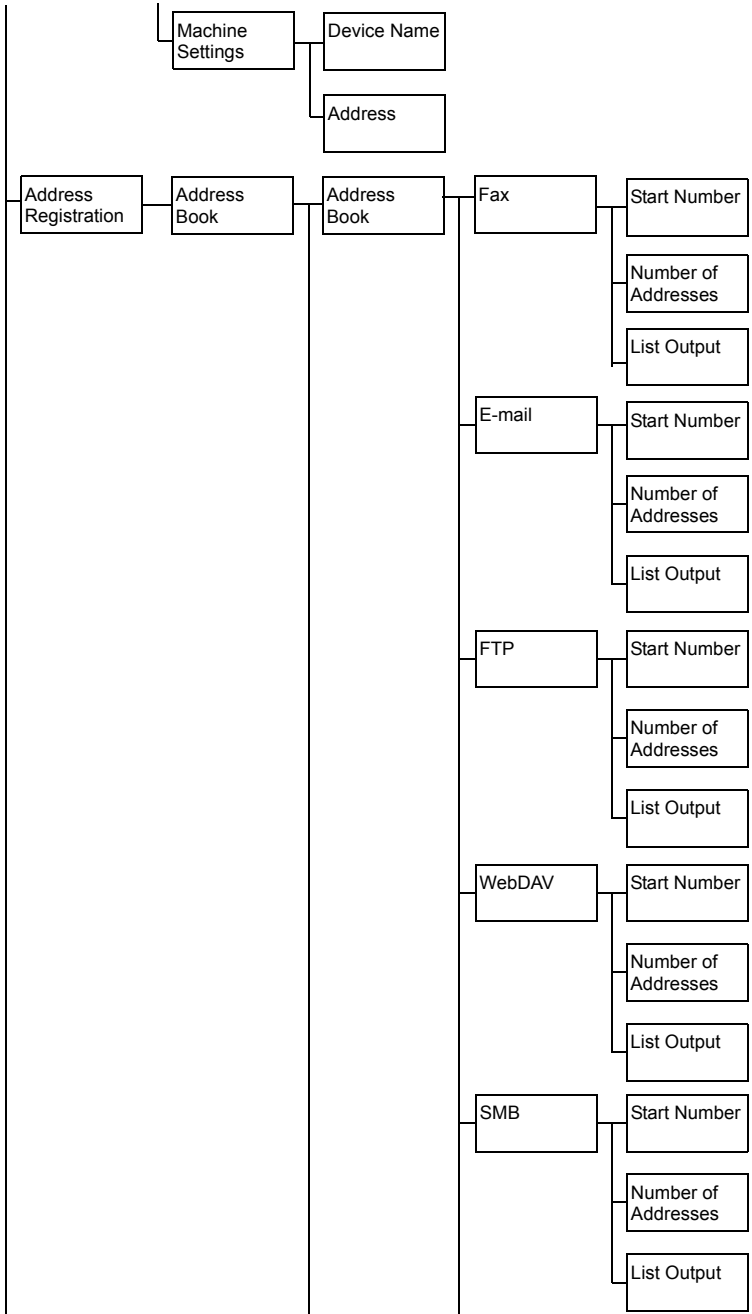 Machine
Settings
Device Name
Address
Address
Registration
Address
Book
Address
Book
Fax
Start Number
Number of
Addresses
List Output
E-mail
Start Number
Number of
Addresses
List Output
FTP
Start Number
Number of
Addresses
List Output
WebDAV
Start Number
Number of
Addresses
List Output
SMB
Start Number
Number of
Addresses
List Output